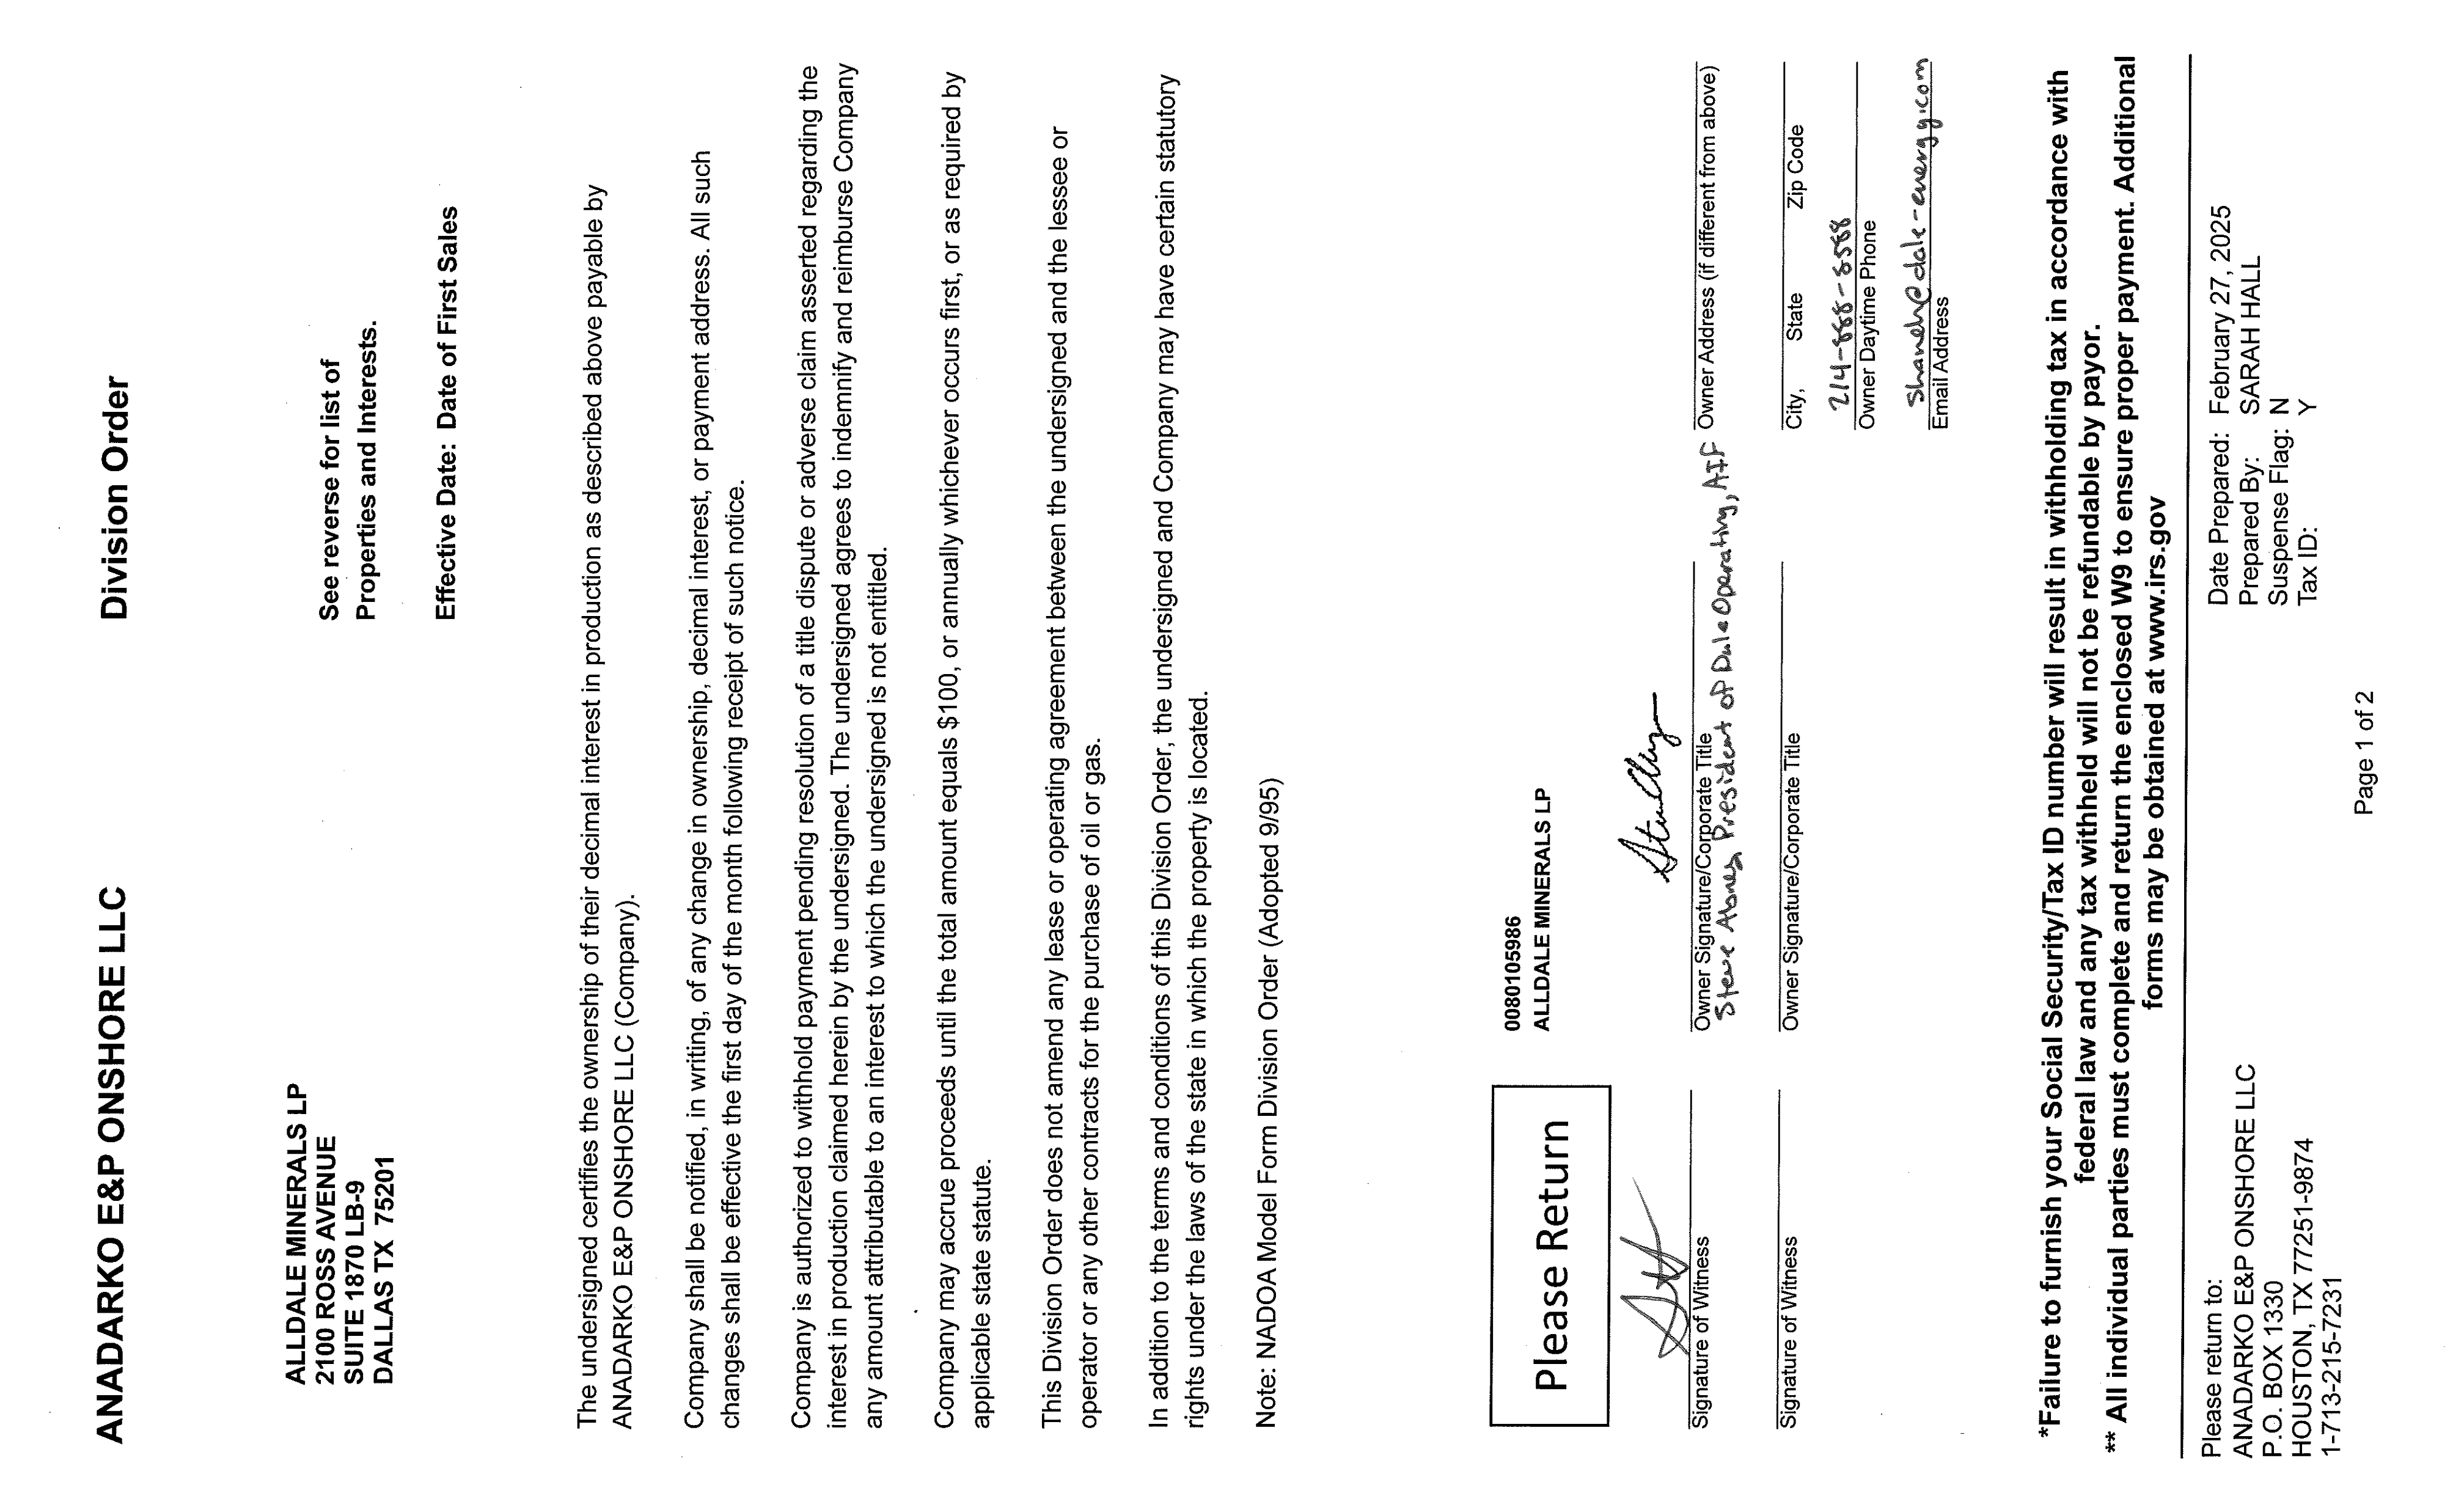 ANADARKO E&P ONSHORE LLC
Division Order
ALLDALE MINERALS LP
2100 ROSS AVENUE
SUITE 1870 LB-9
DALLAS TX 75201
See reverse for list of
Properties and Interests.
Effective Date: Date of First Sales
The undersigned certifies the ownership of their decimal interest in production as described above payable by
ANADARKO E&P ONSHORE LLC (Company).
Company shall be notified, in writing, of any change in ownership, decimal interest, or payment address. All such
changes shall be effective the first day of the month following receipt of such notice.
Company is authorized to withhold payment pending resolution of a title dispute or adverse claim asserted regarding the
interest in production claimed herein by the undersigned. The undersigned agrees to indemnify and reimburse Company
any amount attributable to an interest to which the undersigned is not entitled.
Company may accrue proceeds until the total amount equals $100, or annually whichever occurs first, or as required by
applicable state statute.
This Division Order does not amend any lease or operating agreement between the undersigned and the lessee or
operator or any other contracts for the purchase of oil or gas.
In addition to the terms and conditions of this Division Order, the undersigned and Company may have certain statutory
rights under the laws of the state in which the property is located.
Note: NADOA Model Form Division Order (Adopted 9/95)
Please Return
0080105986
ALLDALE MINERALS LP
Signature of Witness
Owner Signature/Corporate Title
Steve Abney, President of Dale Operating, AIF
Owner Address (if different from above)
Signature of Witness
Owner Signature/Corporate Title
City, State Zip Code
214-888-8588
Owner Daytime Phone
shaneh@dale-energy.com
Email Address
*Failure to furnish your Social Security/Tax ID number will result in withholding tax in accordance with
federal law and any tax withheld will not be refundable by payor.
** All individual parties must complete and return the enclosed W9 to ensure proper payment. Additional
forms may be obtained at www.irs.gov
Please return to:
ANADARKO E&P ONSHORE LLC
P.O. BOX 1330
HOUSTON, TX 77251-9874
1-713-215-7231
Date Prepared: February 27, 2025
Prepared By: SARAH HALL
Suspense Flag: N
Tax ID: Y
Page 1 of 2